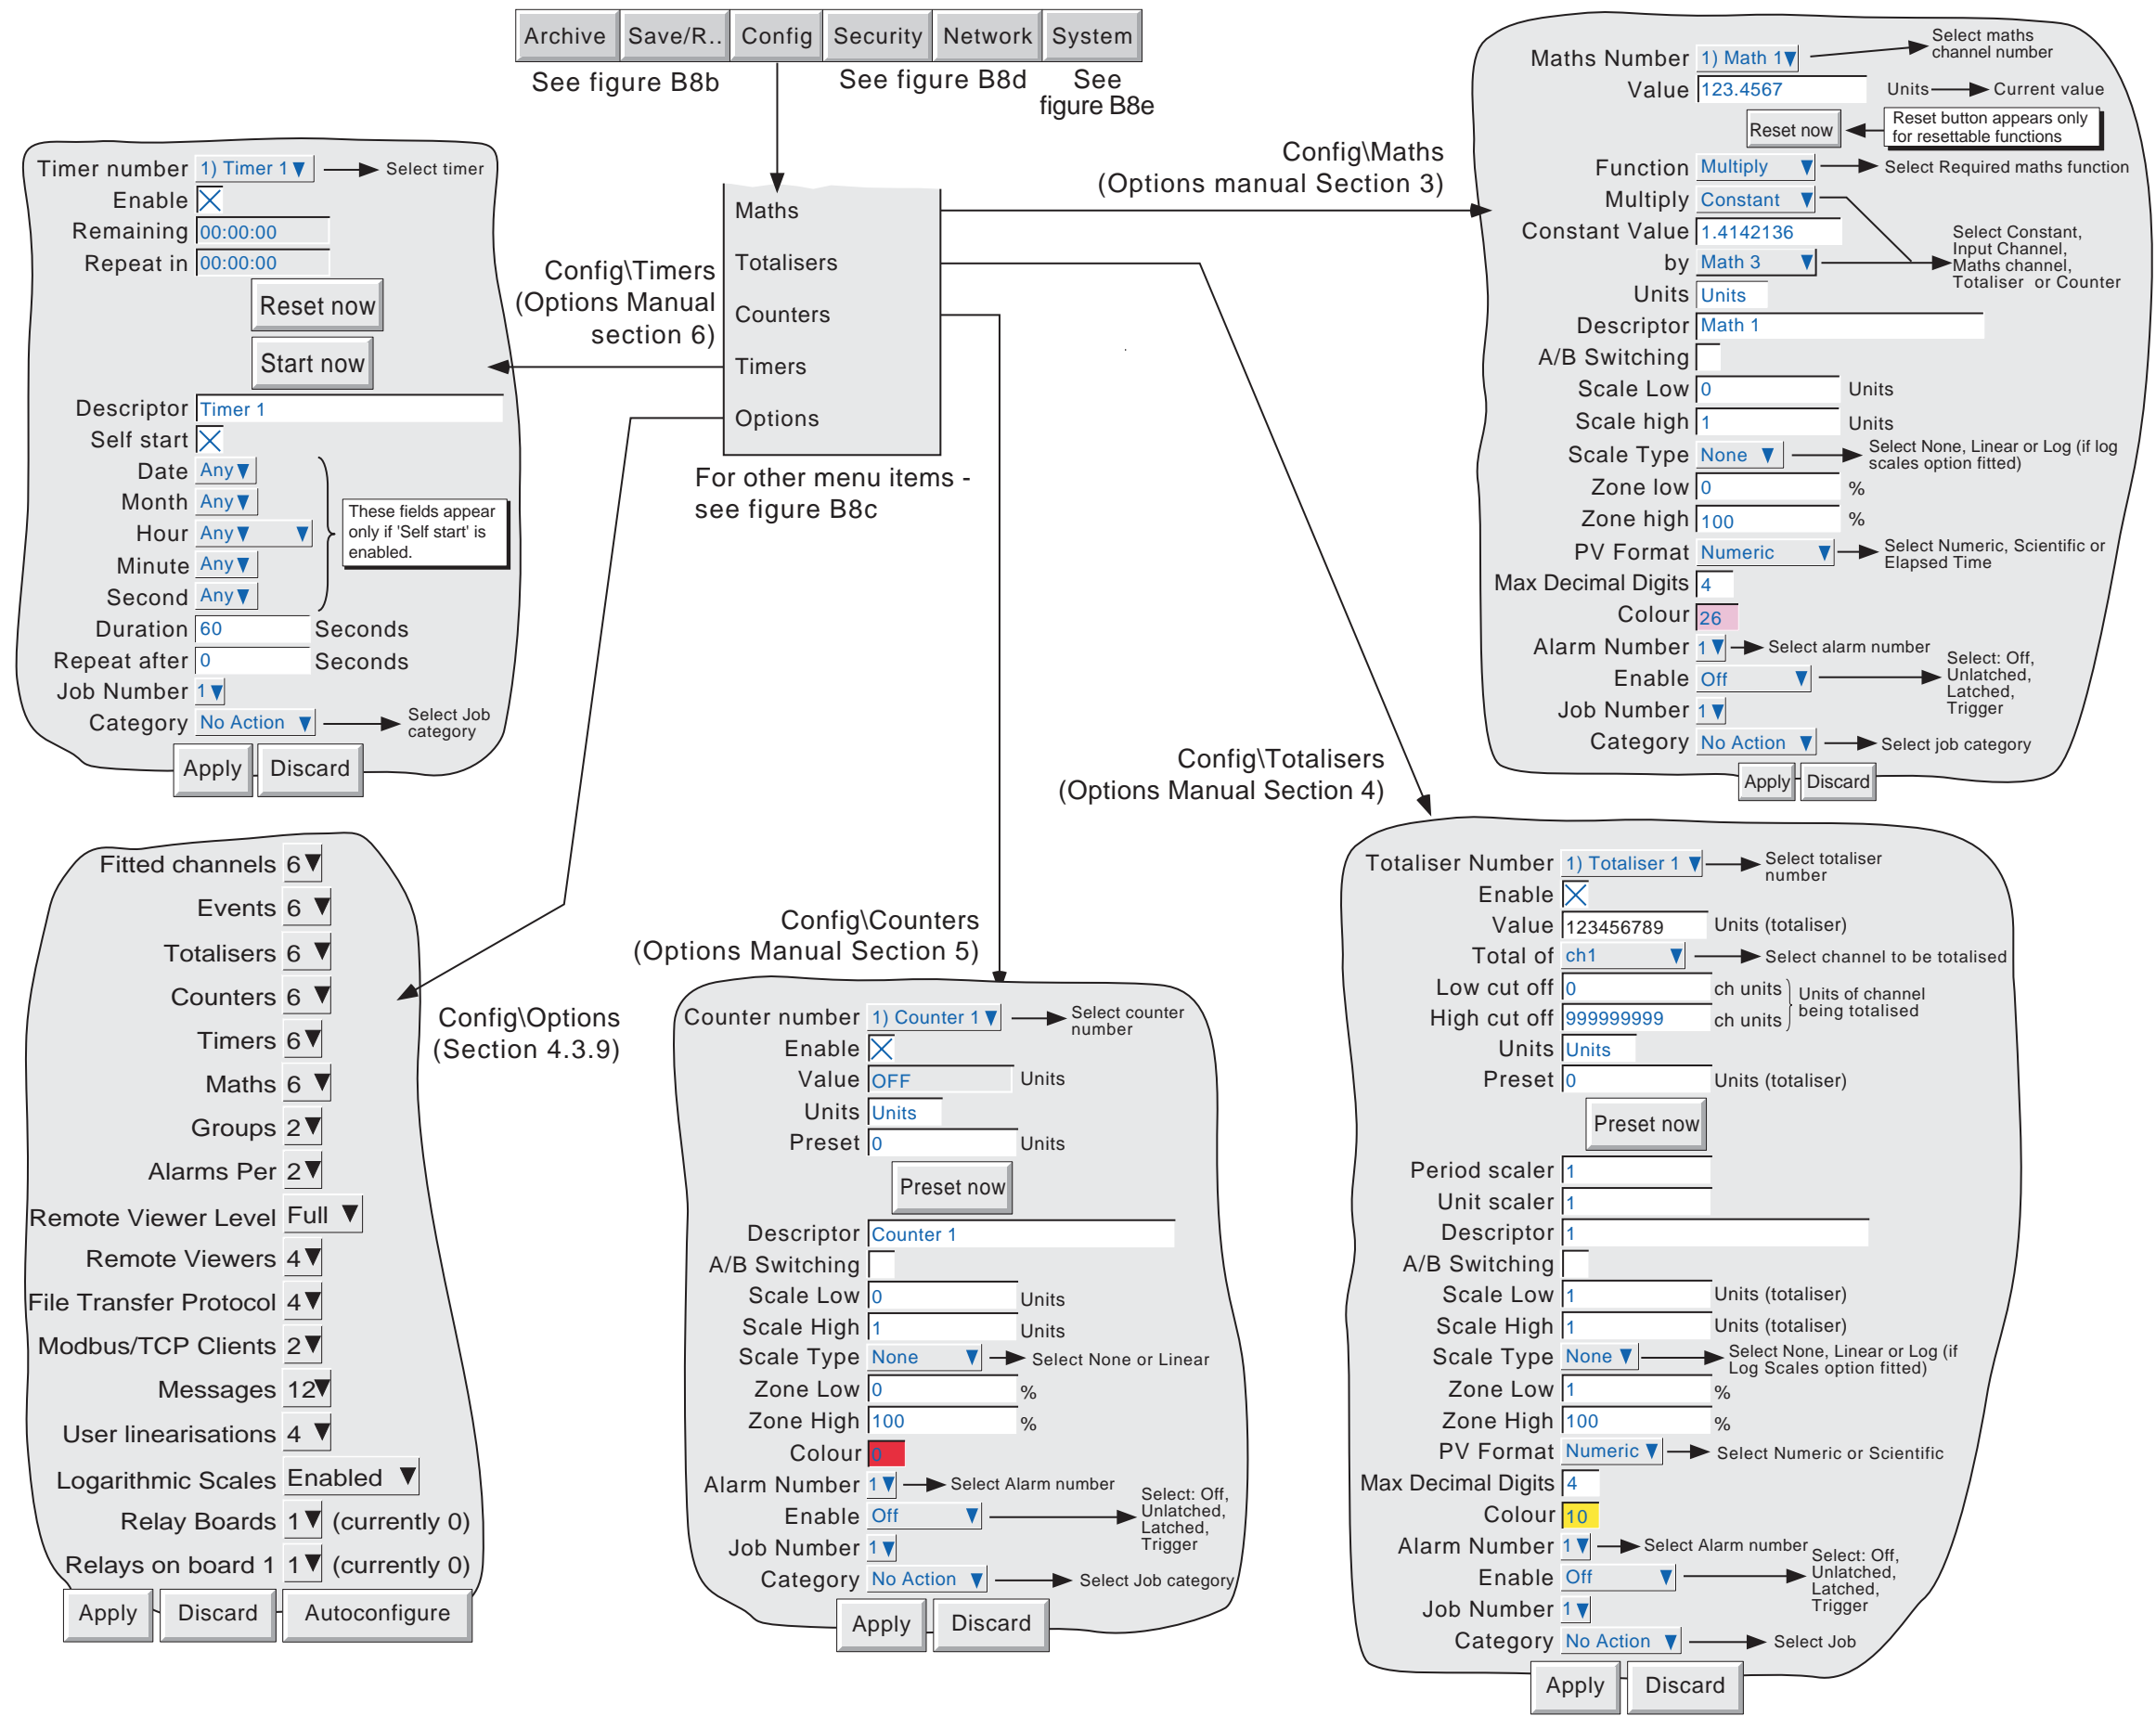 Archive Save/R.. Config Security Network System
See figure B8b
See figure B8d
See
figure B8e
Maths
Totalisers
Counters
Timers
Options
For other menu items -
see figure B8c
Config\Timers
(Options Manual
section 6)
Timer number 1) Timer 1 Select timer
Enable
Remaining 00:00:00
Repeat in 00:00:00
Reset now
Start now
Descriptor Timer 1
Self start
Date Any
Month Any
Hour Any
Minute Any
Second Any
These fields appear
only if 'Self start' is
enabled.
Duration 60 Seconds
Repeat after 0 Seconds
Job Number 1
Category No Action Select Job
category
Apply Discard
Config\Maths
(Options manual Section 3)
Maths Number 1) Math 1 Select maths
channel number
Value 123.4567 Units Current value
Reset now Reset button appears only
for resettable functions
Function Multiply Select Required maths function
Multiply Constant
Constant Value 1.4142136
by Math 3
Select Constant,
Input Channel,
Maths channel,
Totaliser or Counter
Units Units
Descriptor Math 1
A/B Switching
Scale Low 0 Units
Scale high 1 Units
Scale Type None Select None, Linear or Log (if log
scales option fitted)
Zone low 0 %
Zone high 100 %
PV Format Numeric Select Numeric, Scientific or
Elapsed Time
Max Decimal Digits 4
Colour 26
Alarm Number 1 Select alarm number
Enable Off Select: Off,
Unlatched,
Latched,
Trigger
Job Number 1
Category No Action Select job category
Apply Discard
Config\Options
(Section 4.3.9)
Fitted channels 6
Events 6
Totalisers 6
Counters 6
Timers 6
Maths 6
Groups 2
Alarms Per 2
Remote Viewer Level Full
Remote Viewers 4
File Transfer Protocol 4
Modbus/TCP Clients 2
Messages 12
User linearisations 4
Logarithmic Scales Enabled
Relay Boards 1 (currently 0)
Relays on board 1 1 (currently 0)
Apply Discard Autoconfigure
Config\Counters
(Options Manual Section 5)
Counter number 1) Counter 1 Select counter
number
Enable
Value OFF Units
Units Units
Preset 0 Units
Preset now
Descriptor Counter 1
A/B Switching
Scale Low 0 Units
Scale High 1 Units
Scale Type None Select None or Linear
Zone Low 0 %
Zone High 100 %
Colour 0
Alarm Number 1 Select Alarm number
Enable Off Select: Off,
Unlatched,
Latched,
Trigger
Job Number 1
Category No Action Select Job category
Apply Discard
Config\Totalisers
(Options Manual Section 4)
Totaliser Number 1) Totaliser 1 Select totaliser
number
Enable
Value 123456789 Units (totaliser)
Total of ch1 Select channel to be totalised
Low cut off 0 ch units
High cut off 999999999 ch units
Units of channel
being totalised
Units Units
Preset 0 Units (totaliser)
Preset now
Period scaler 1
Unit scaler 1
Descriptor 1
A/B Switching
Scale Low 1 Units (totaliser)
Scale High 1 Units (totaliser)
Scale Type None Select None, Linear or Log (if
Log Scales option fitted)
Zone Low 1 %
Zone High 100 %
PV Format Numeric Select Numeric or Scientific
Max Decimal Digits 4
Colour 10
Alarm Number 1 Select Alarm number
Enable Off Select: Off,
Unlatched,
Latched,
Trigger
Job Number 1
Category No Action Select Job
Apply Discard